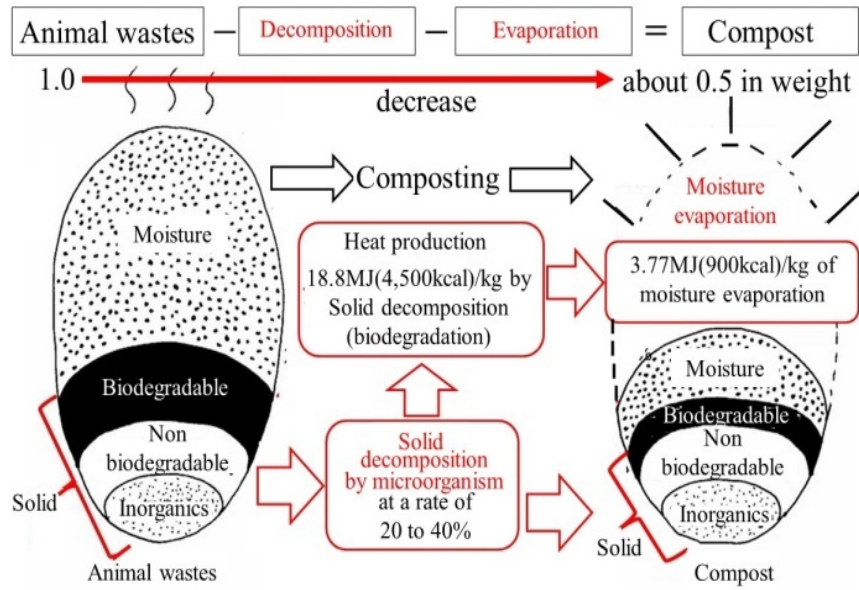 Animal wastes – Decomposition – Evaporation = Compost
1.0
decrease
about 0.5 in weight
Composting
Moisture
evaporation
Moisture
Heat production
18.8MJ(4,500kcal)/kg by
Solid decomposition
(biodegradation)
3.77MJ(900kcal)/kg of
moisture evaporation
Biodegradable
Non
biodegradable
Inorganics
Solid
Animal wastes
Solid
decomposition
by microorganism
at a rate of
20 to 40%
Moisture
Biodegradable
Non
biodegradable
Inorganics
Solid
Compost